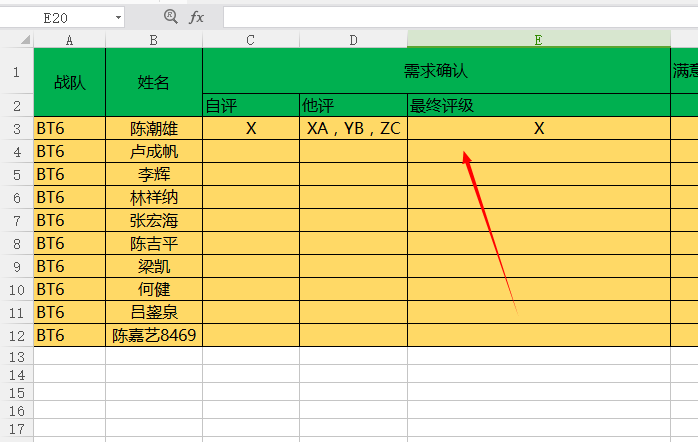 E20 fx
A B C D E
1 战队 姓名 需求确认 满意
2 自评 他评 最终评级
3 BT6 陈潮雄 X XA，YB，ZC X
4 BT6 卢成帆
5 BT6 李辉
6 BT6 林祥纳
7 BT6 张宏海
8 BT6 陈吉平
9 BT6 梁凯
10 BT6 何健
11 BT6 吕鋆泉
12 BT6 陈嘉艺8469
13
14
15
16
17